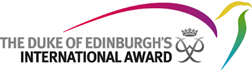 THE DUKE OF EDINBURGH'S
INTERNATIONAL AWARD